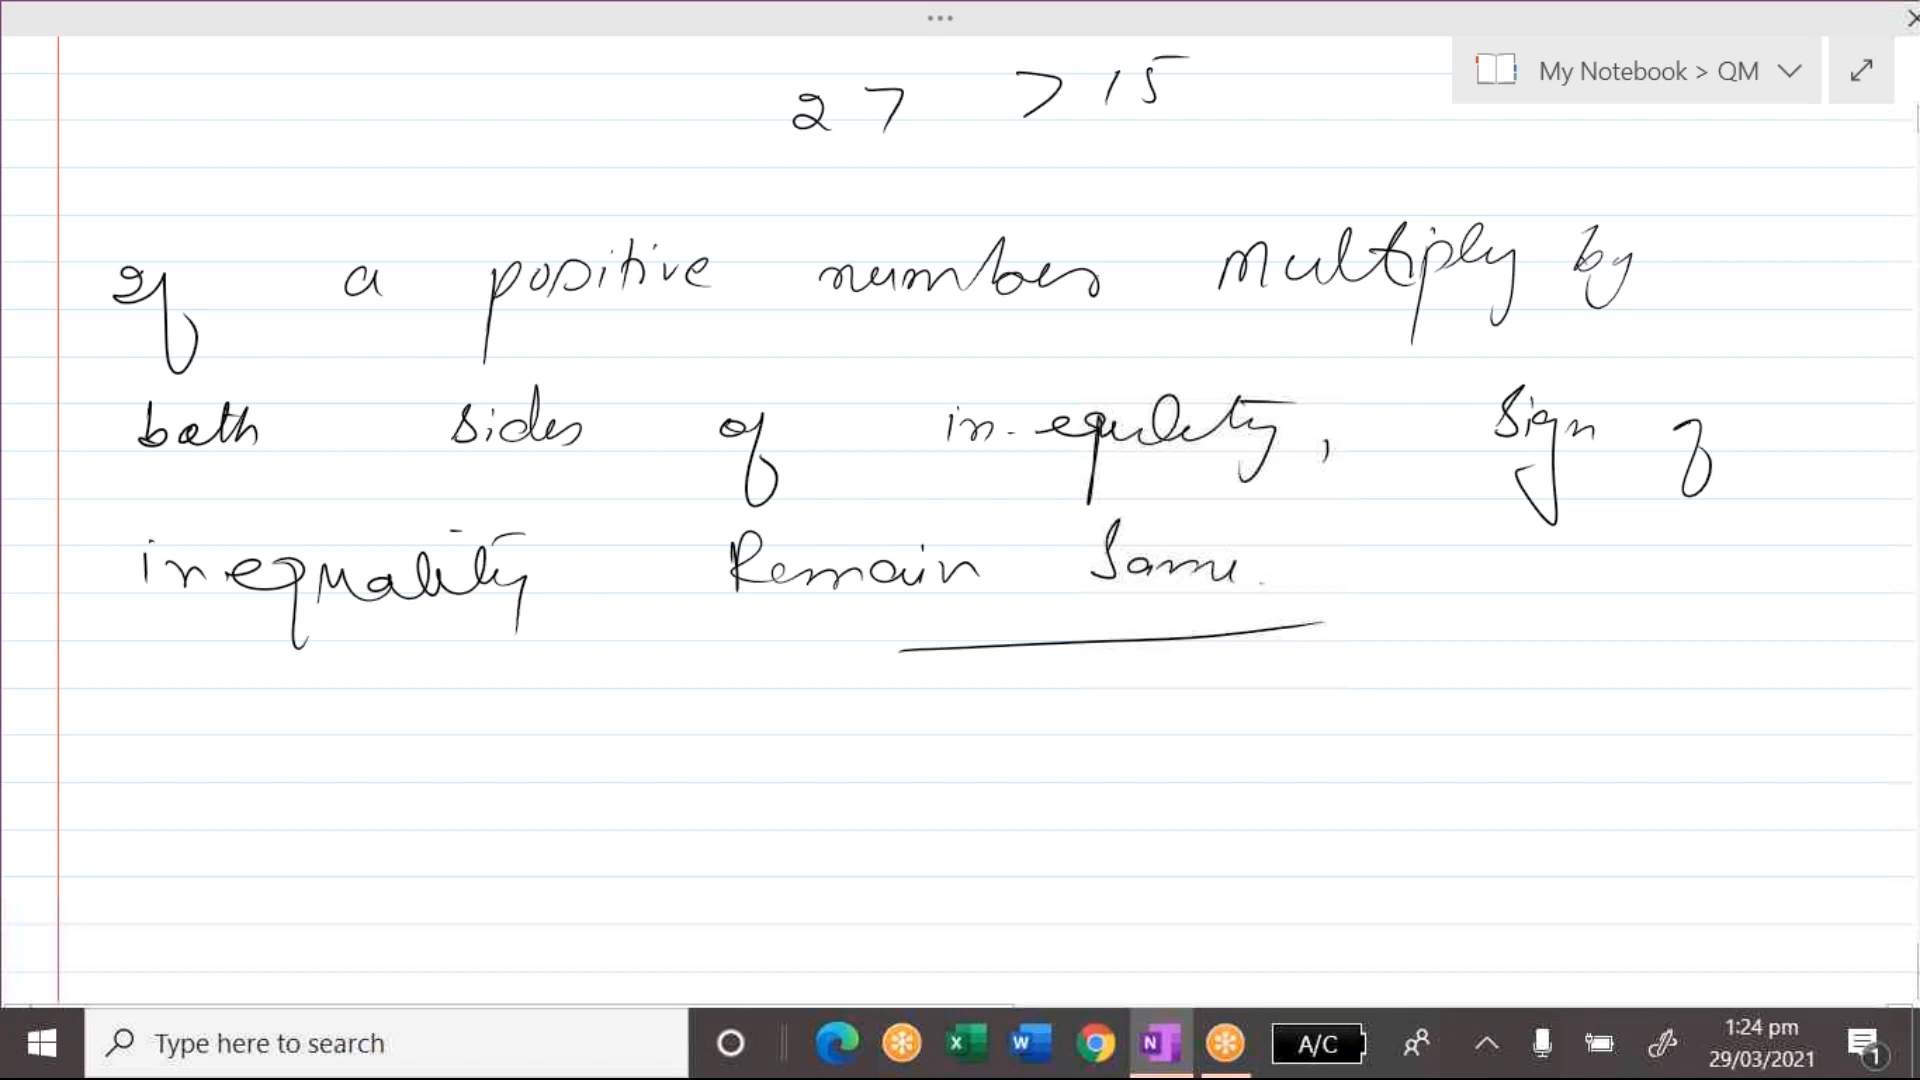 ...
My Notebook > QM
27 > 15
If a positive number Multiply by
both sides of in-equality, Sign of
inequality Remain Same.
Type here to search
A/C
1:24 pm
29/03/2021
1